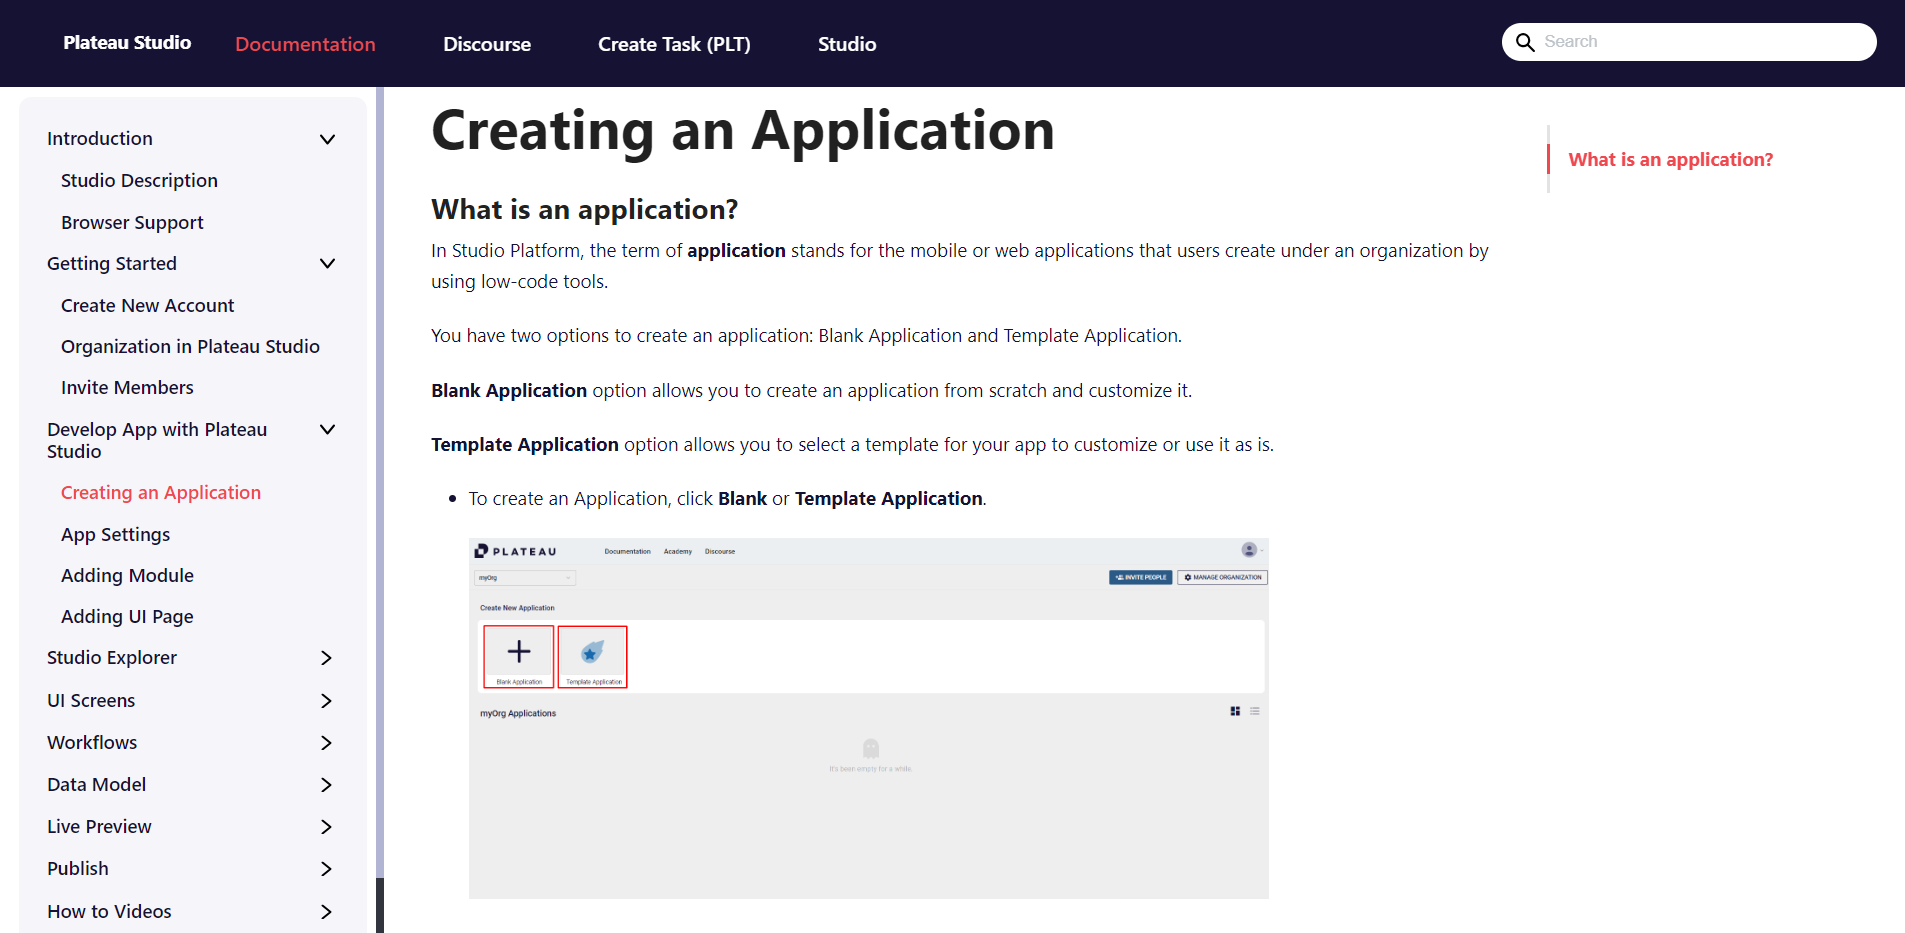 Plateau Studio Documentation Discourse Create Task (PLT) Studio Search
Introduction
Studio Description
Browser Support
Getting Started
Create New Account
Organization in Plateau Studio
Invite Members
Develop App with Plateau
Studio
Creating an Application
App Settings
Adding Module
Adding UI Page
Studio Explorer
UI Screens
Workflows
Data Model
Live Preview
Publish
How to Videos
Creating an Application
What is an application?
In Studio Platform, the term of application stands for the mobile or web applications that users create under an organization by
using low-code tools.
You have two options to create an application: Blank Application and Template Application.
Blank Application option allows you to create an application from scratch and customize it.
Template Application option allows you to select a template for your app to customize or use it as is.
• To create an Application, click Blank or Template Application.
PLATEAU Documentation Academy Discourse
myOrg INVITE PEOPLE MANAGE ORGANIZATION
Create New Application
Blank Application Template Application
myOrg Applications
It's been empty for a while.
What is an application?